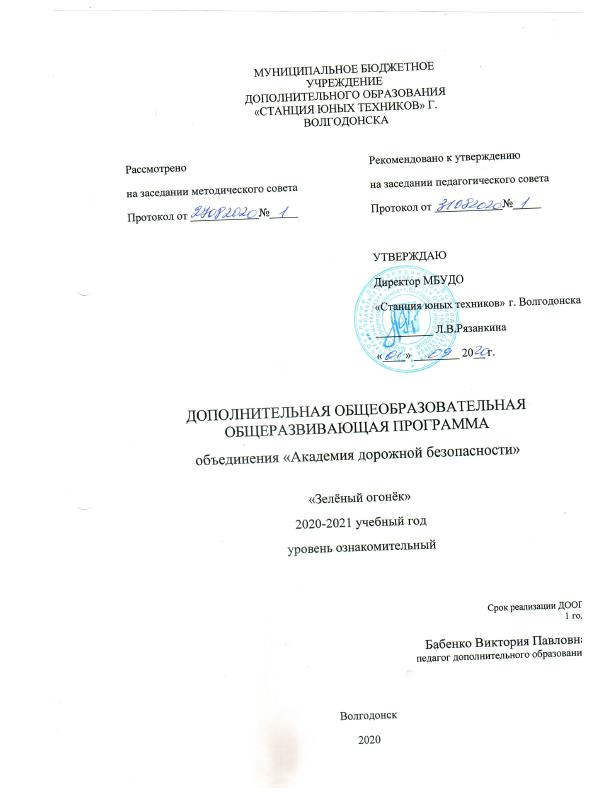 МУНИЦИПАЛЬНОЕ БЮДЖЕТНОЕ
УЧРЕЖДЕНИЕ
ДОПОЛНИТЕЛЬНОГО ОБРАЗОВАНИЯ
«СТАНЦИЯ ЮНЫХ ТЕХНИКОВ» Г.
ВОЛГОДОНСКА
Рассмотрено
на заседании методического совета
Протокол от 27082020 № 1
Рекомендовано к утверждению
на заседании педагогического совета
Протокол от 31082020 № 1
УТВЕРЖДАЮ
Директор МБУДО
«Станция юных техников» г. Волгодонска
Л.В.Рязанкина
«01» 09 2020г.
ДОПОЛНИТЕЛЬНАЯ ОБЩЕОБРАЗОВАТЕЛЬНАЯ
ОБЩЕРАЗВИВАЮЩАЯ ПРОГРАММА
объединения «Академия дорожной безопасности»
«Зелёный огонёк»
2020-2021 учебный год
уровень ознакомительный
Срок реализации ДООП
1 го
Бабенко Виктория Павловна
педагог дополнительного образовани
Волгодонск
2020